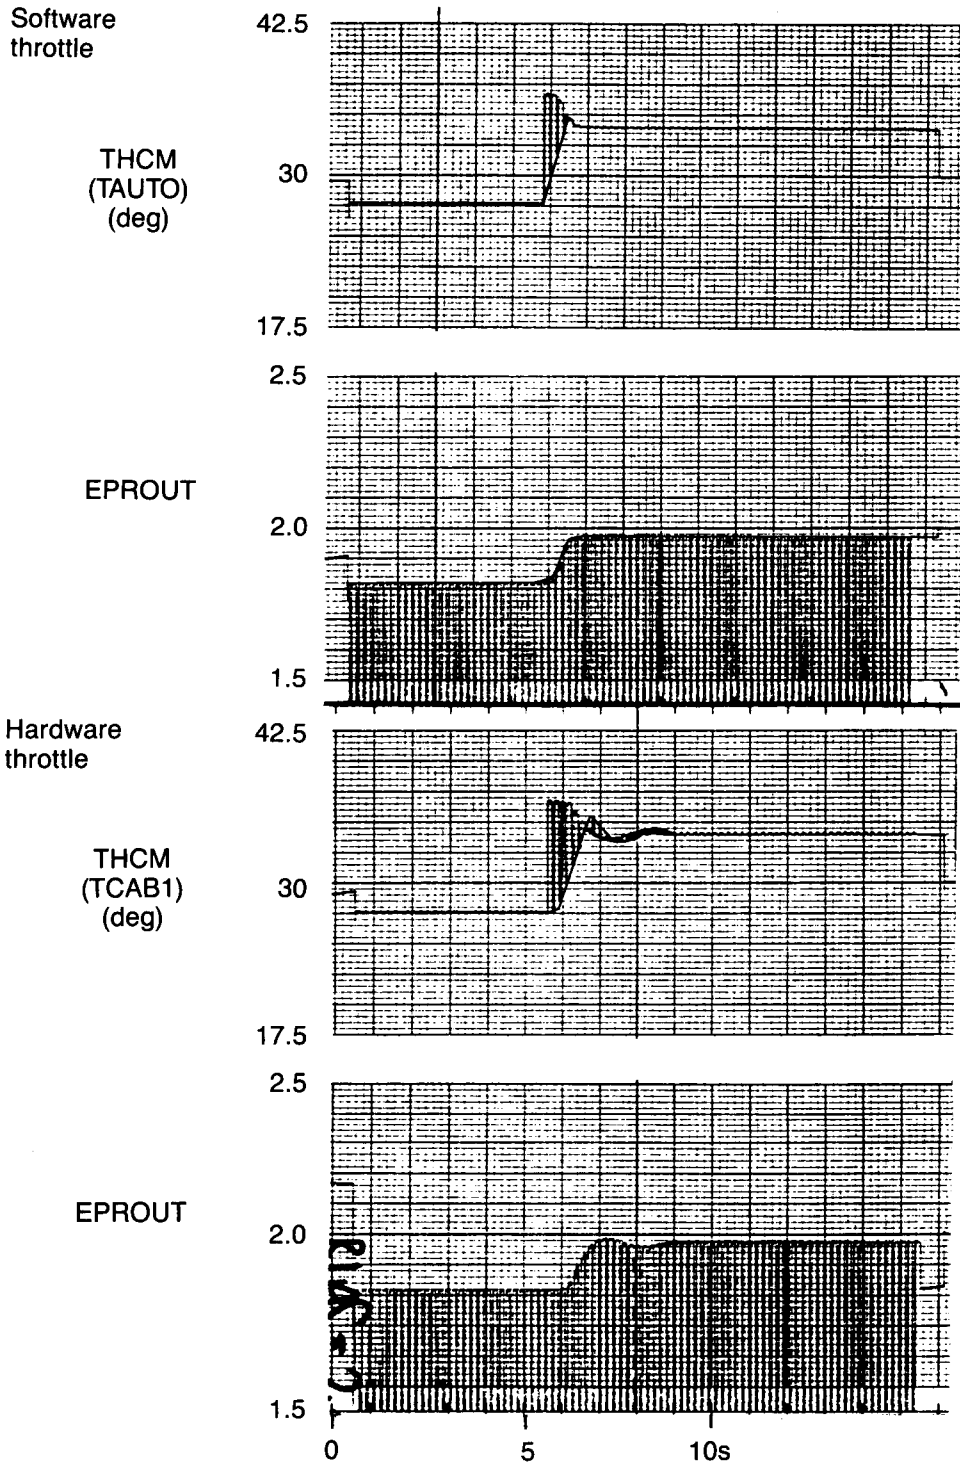 Software
throttle
42.5
THCM
(TAUTO)
(deg)
30
17.5
2.5
EPROUT
2.0
1.5
Hardware
throttle
42.5
THCM
(TCAB1)
(deg)
30
17.5
2.5
EPROUT
2.0
1.5
0
5
10s